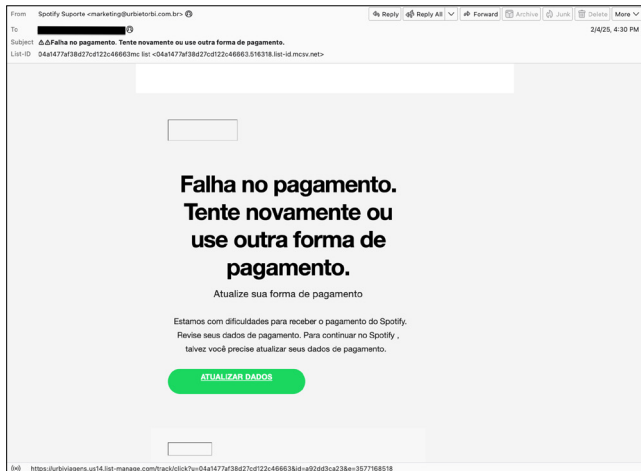 From Spotify Suporte <marketing@urbietorbi.com.br>
Reply Reply All Forward Archive Junk Delete More
To
2/4/25, 4:30 PM
Subject ⚠⚠Falha no pagamento. Tente novamente ou use outra forma de pagamento.
List-ID 04a1477af38d27cd122c46663mc list <04a1477af38d27cd122c46663.516318.list-id.mcsv.net>
Falha no pagamento.
Tente novamente ou
use outra forma de
pagamento.
Atualize sua forma de pagamento
Estamos com dificuldades para receber o pagamento do Spotify.
Revise seus dados de pagamento. Para continuar no Spotify ,
talvez você precise atualizar seus dados de pagamento.
ATUALIZAR DADOS
https://urbiviagens.us14.list-manage.com/track/click?u=04a1477af38d27cd122c46663&id=a92dd3ca23&e=3577168518